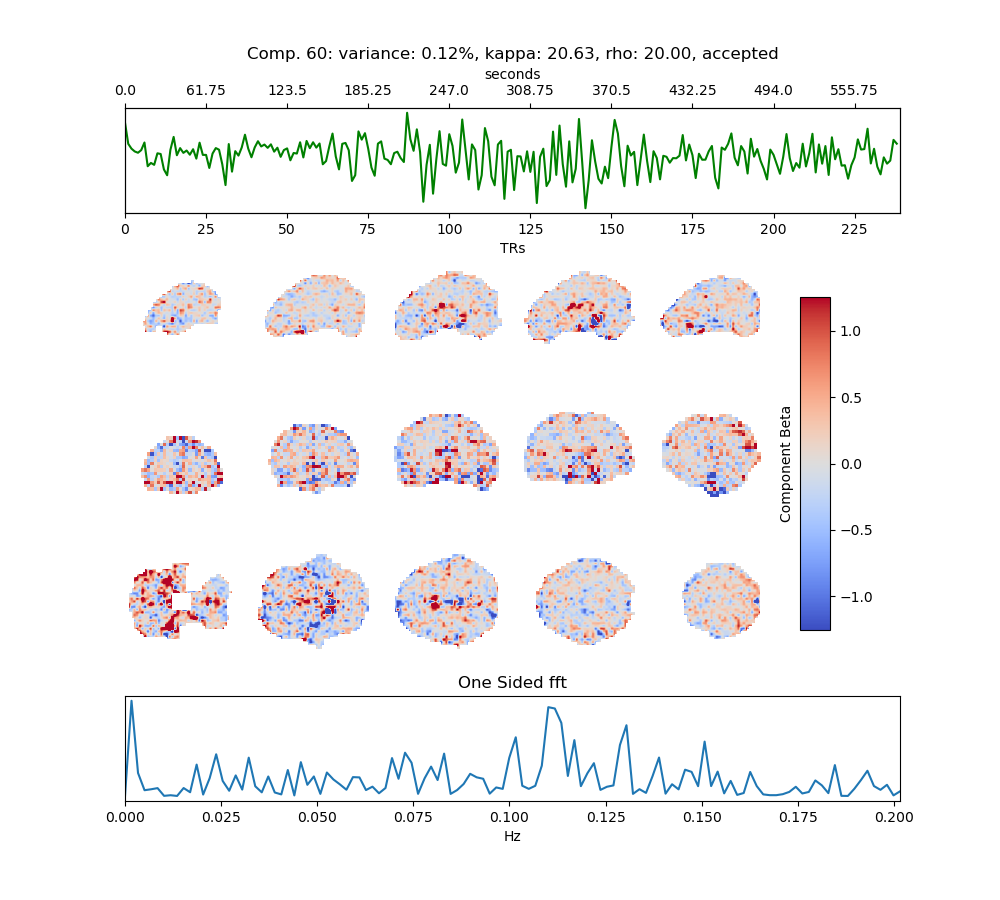 Comp. 60: variance: 0.12%, kappa: 20.63, rho: 20.00, accepted
seconds
0.0 61.75 123.5 185.25 247.0 308.75 370.5 432.25 494.0 555.75
0 25 50 75 100 125 150 175 200 225
TRs
1.0
0.5
0.0
−0.5
−1.0
Component Beta
One Sided fft
0.000 0.025 0.050 0.075 0.100 0.125 0.150 0.175 0.200
Hz